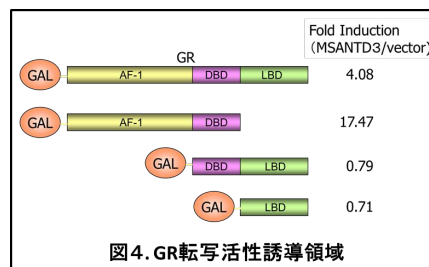 Fold Induction
(MSANTD3/vector)
GR
GAL AF-1 DBD LBD 4.08
GAL AF-1 DBD 17.47
GAL DBD LBD 0.79
GAL LBD 0.71
図4.GR転写活性誘導領域